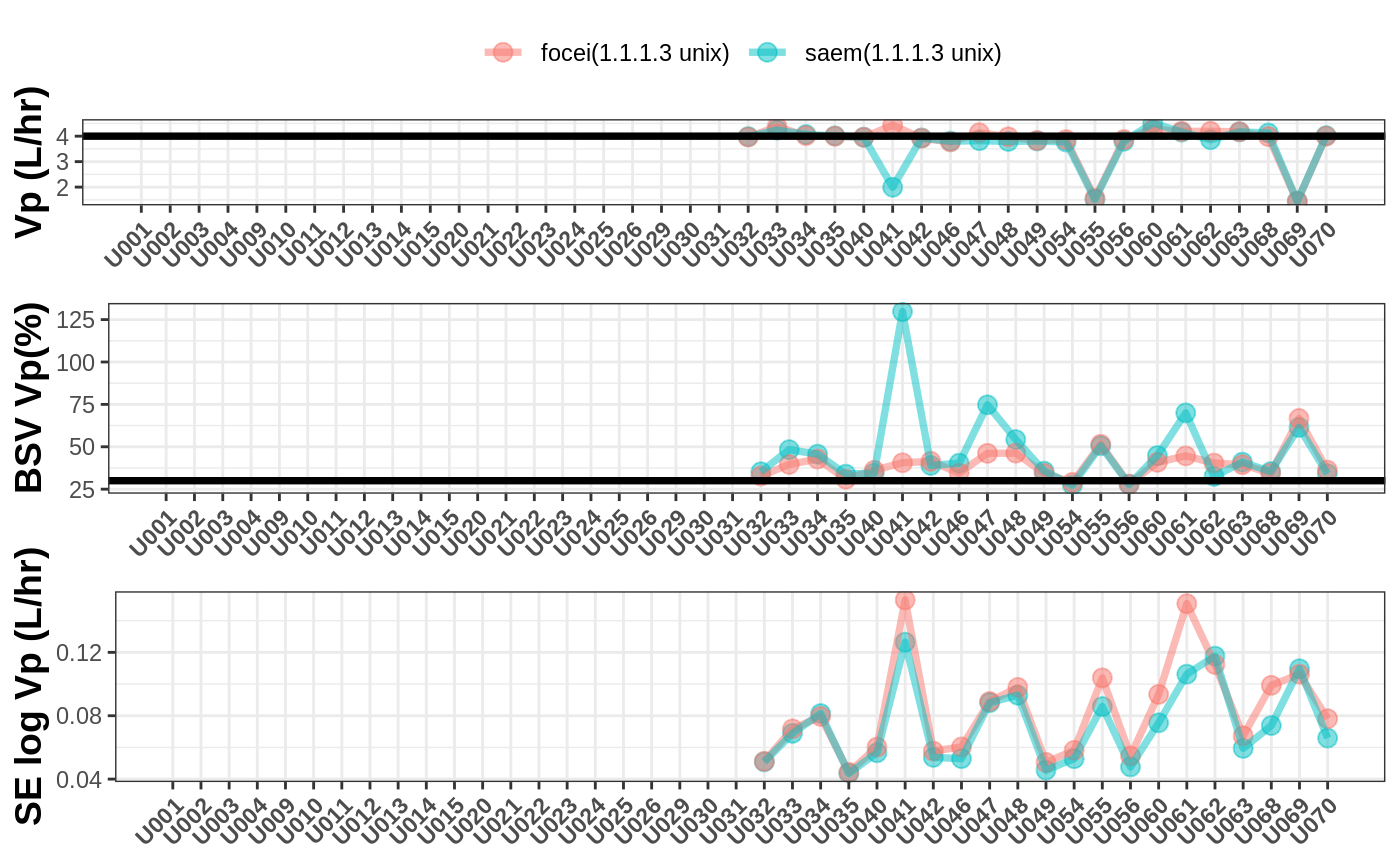 focei(1.1.1.3 unix) saem(1.1.1.3 unix)
Vp (L/hr)
4
3
2
U001 U002 U003 U004 U009 U010 U011 U012 U013 U014 U015 U020 U021 U022 U023 U024 U025 U026 U029 U030 U031 U032 U033 U034 U035 U040 U041 U042 U046 U047 U048 U049 U054 U055 U056 U060 U061 U062 U063 U068 U069 U070
BSV Vp(%)
125
100
75
50
25
U001 U002 U003 U004 U009 U010 U011 U012 U013 U014 U015 U020 U021 U022 U023 U024 U025 U026 U029 U030 U031 U032 U033 U034 U035 U040 U041 U042 U046 U047 U048 U049 U054 U055 U056 U060 U061 U062 U063 U068 U069 U070
SE log Vp (L/hr)
0.12
0.08
0.04
U001 U002 U003 U004 U009 U010 U011 U012 U013 U014 U015 U020 U021 U022 U023 U024 U025 U026 U029 U030 U031 U032 U033 U034 U035 U040 U041 U042 U046 U047 U048 U049 U054 U055 U056 U060 U061 U062 U063 U068 U069 U070